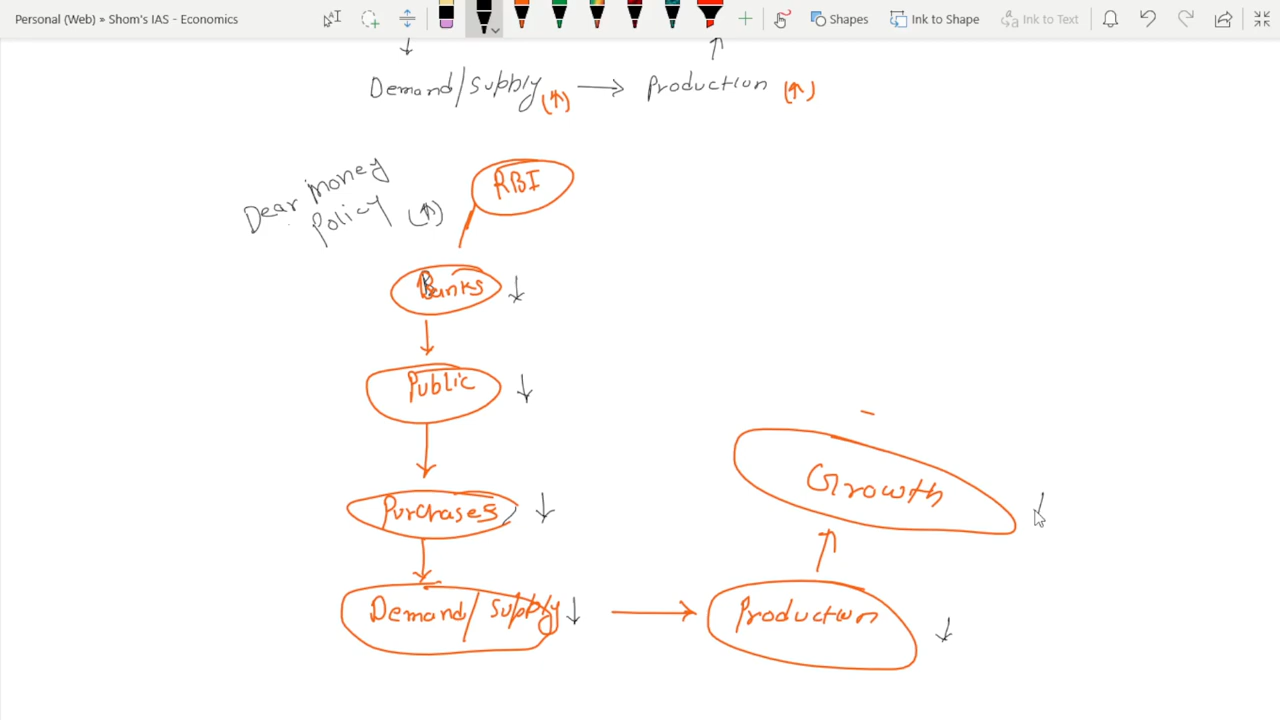 Personal (Web) » Shom's IAS - Economics
Shapes
Ink to Shape
Ink to Text
Demand/Supply (↑) → Production (↑)
Dear Money
Policy (↑)
RBI
Banks ↓
Public ↓
Growth ↓
Purchases ↓
Demand/Supply ↓ → Production ↓